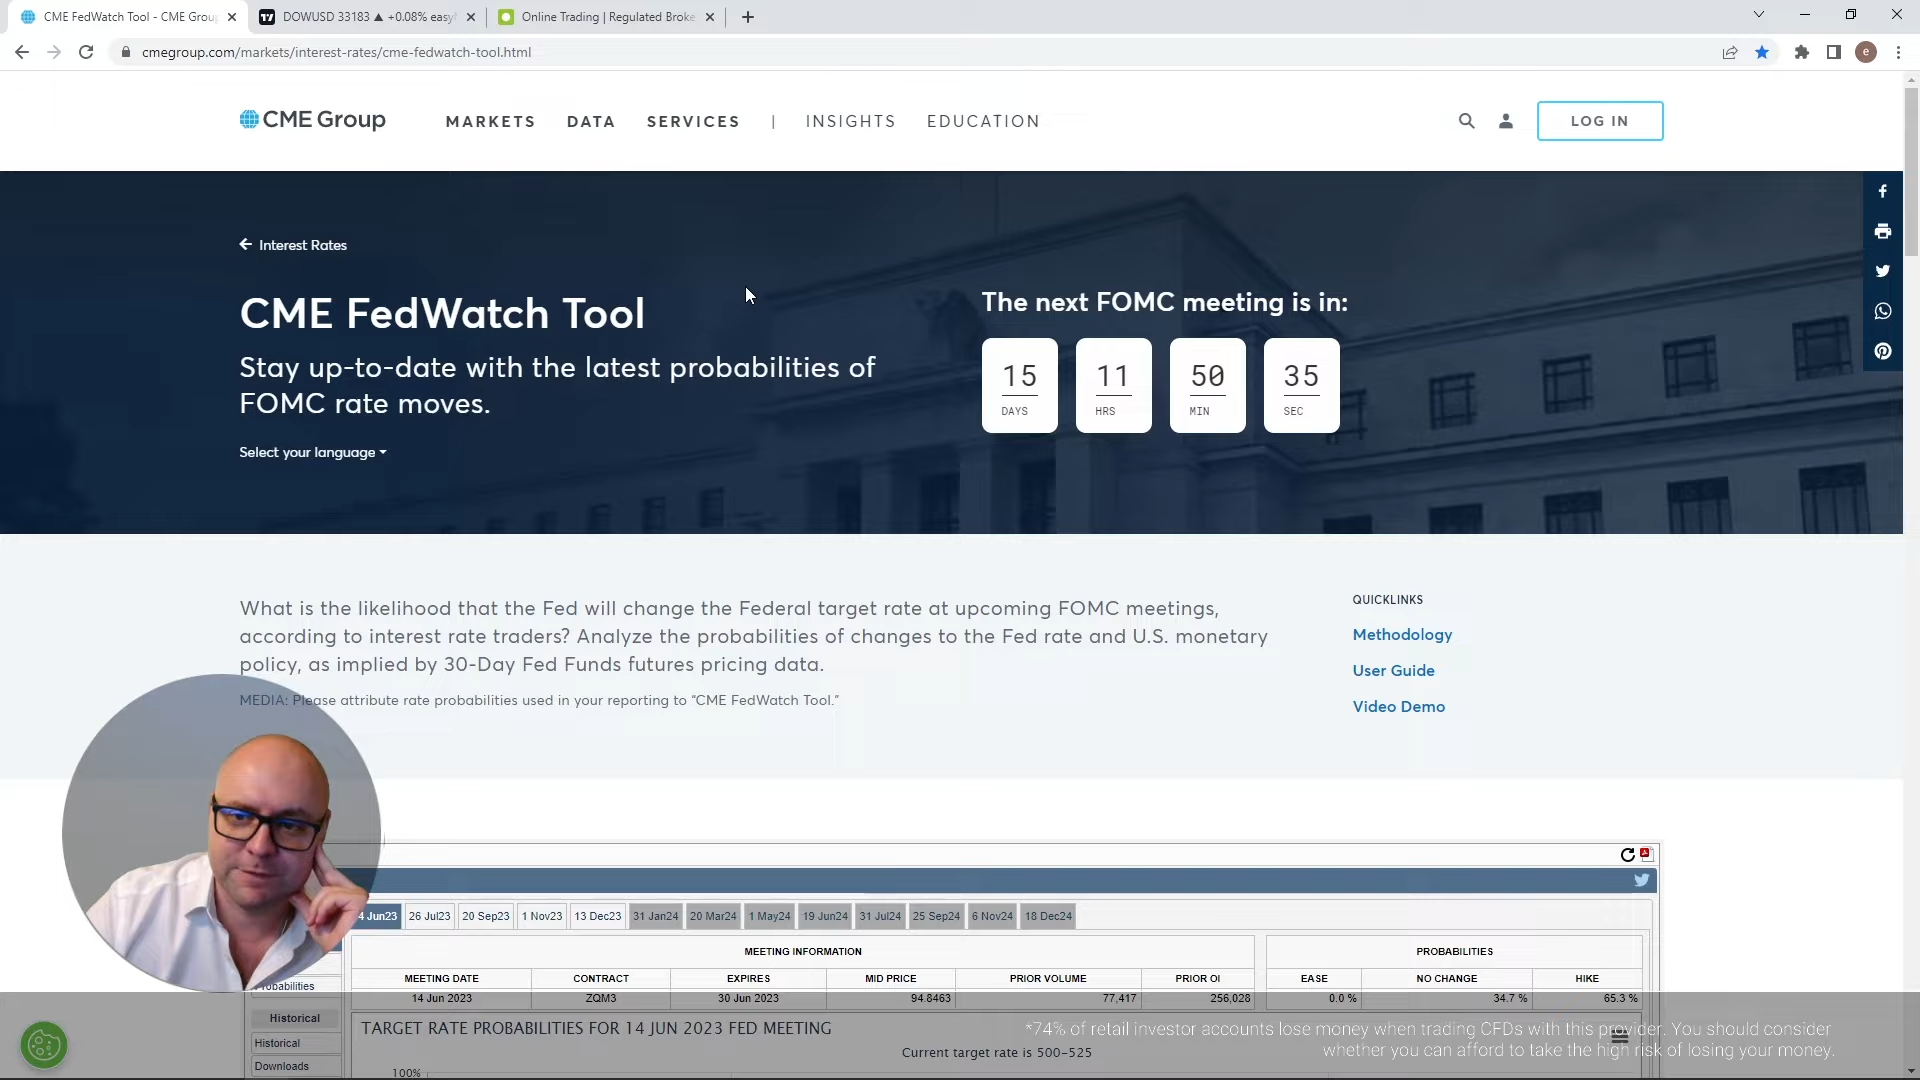 CME FedWatch Tool - CME Grou
DOWUSD 33183 ▲ +0.08% easy
Online Trading | Regulated Broke
cmegroup.com/markets/interest-rates/cme-fedwatch-tool.html
e
CME Group
MARKETS DATA SERVICES | INSIGHTS EDUCATION
LOG IN
← Interest Rates
CME FedWatch Tool
Stay up-to-date with the latest probabilities of
FOMC rate moves.
Select your language
The next FOMC meeting is in:
15 11 50 35
DAYS HRS MIN SEC
What is the likelihood that the Fed will change the Federal target rate at upcoming FOMC meetings,
according to interest rate traders? Analyze the probabilities of changes to the Fed rate and U.S. monetary
policy, as implied by 30-Day Fed Funds futures pricing data.
MEDIA: Please attribute rate probabilities used in your reporting to "CME FedWatch Tool."
QUICKLINKS
Methodology
User Guide
Video Demo
4 Jun23 26 Jul23 20 Sep23 1 Nov23 13 Dec23 31 Jan24 20 Mar24 1 May24 19 Jun24 31 Jul24 25 Sep24 6 Nov24 18 Dec24
MEETING INFORMATION
MEETING DATE CONTRACT EXPIRES MID PRICE PRIOR VOLUME PRIOR OI
14 Jun 2023 ZQM3 30 Jun 2023 94.8463 77,417 256,028
PROBABILITIES
EASE NO CHANGE HIKE
0.0 % 34.7 % 65.3 %
Probabilities
Historical
Historical
Downloads
TARGET RATE PROBABILITIES FOR 14 JUN 2023 FED MEETING
Current target rate is 500-525
100%
*74% of retail investor accounts lose money when trading CFDs with this provider. You should consider
whether you can afford to take the high risk of losing your money.